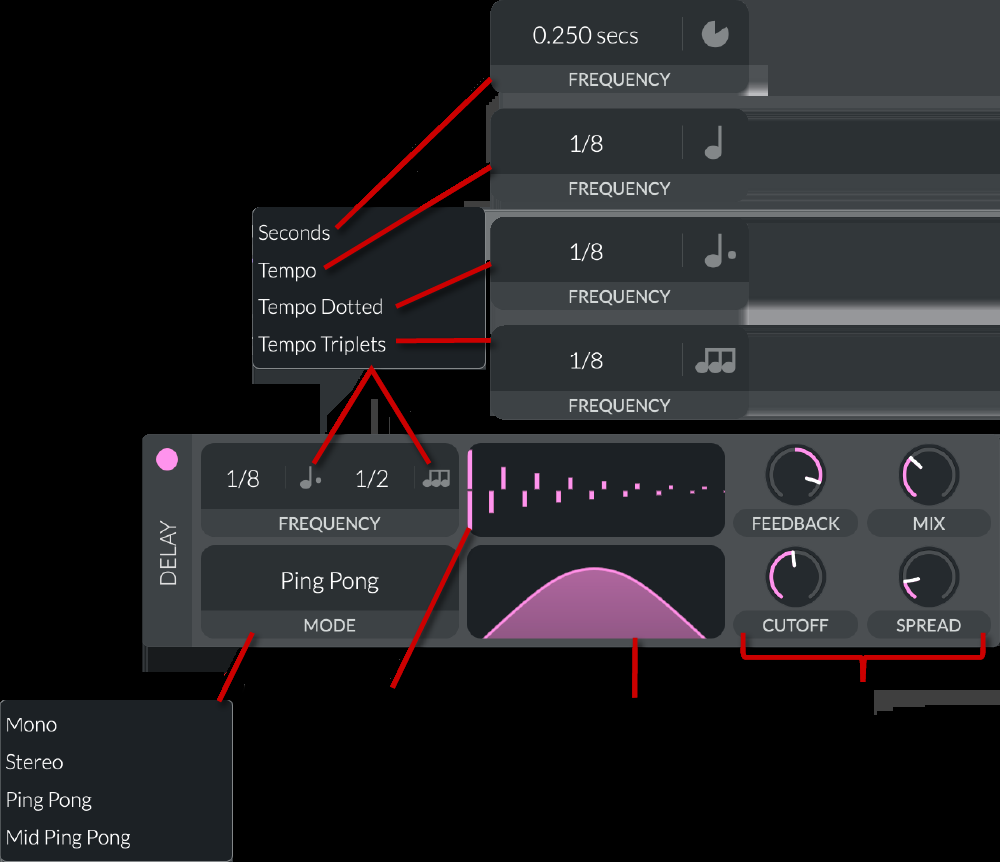 0.250 secs
FREQUENCY
1/8
FREQUENCY
1/8
FREQUENCY
1/8
FREQUENCY
Seconds
Tempo
Tempo Dotted
Tempo Triplets
DELAY
1/8 1/2
FREQUENCY
Ping Pong
MODE
FEEDBACK MIX
CUTOFF SPREAD
Mono
Stereo
Ping Pong
Mid Ping Pong